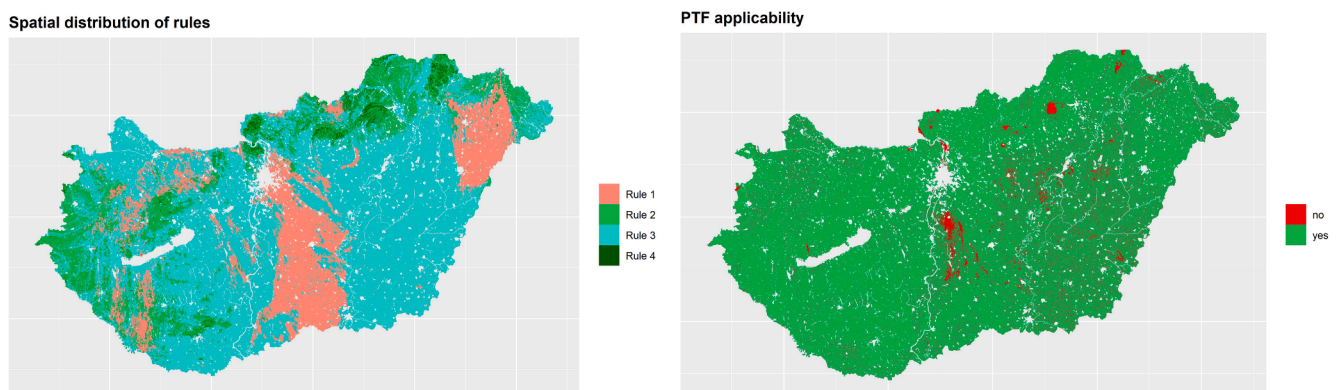 Spatial distribution of rules
Rule 1
Rule 2
Rule 3
Rule 4
PTF applicability
no
yes